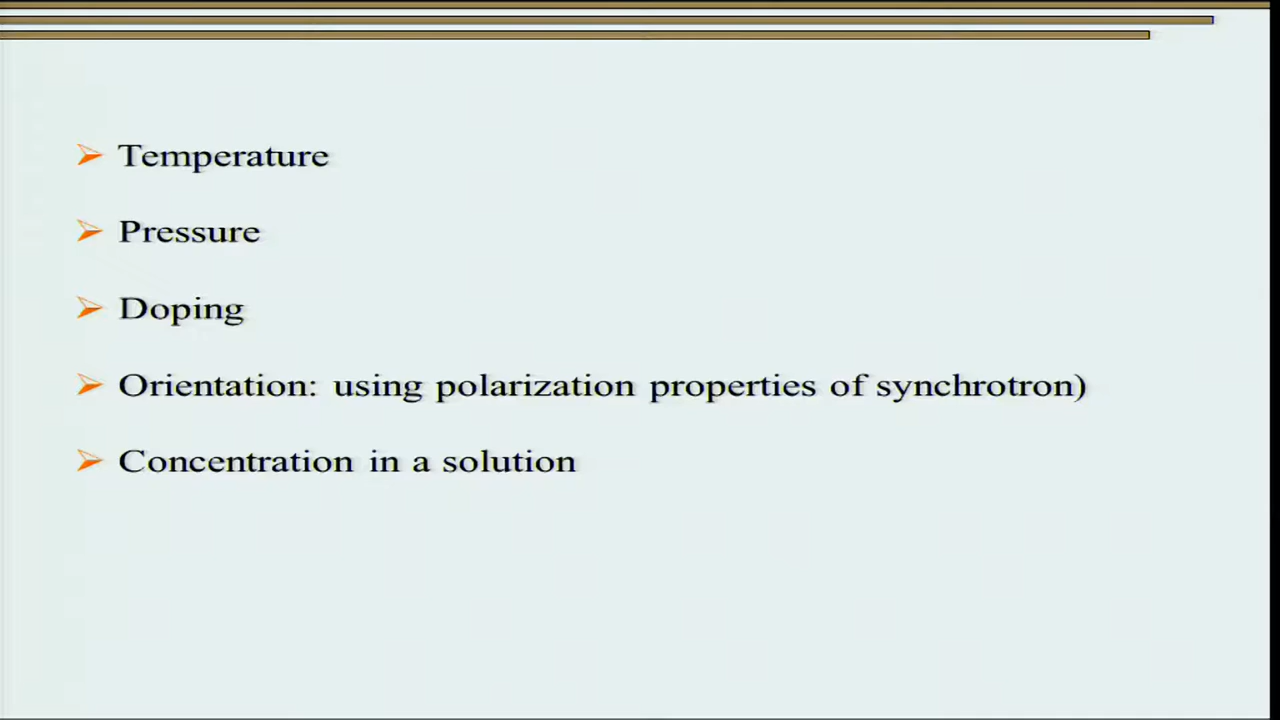 Temperature
Pressure
Doping
Orientation: using polarization properties of synchrotron)
Concentration in a solution